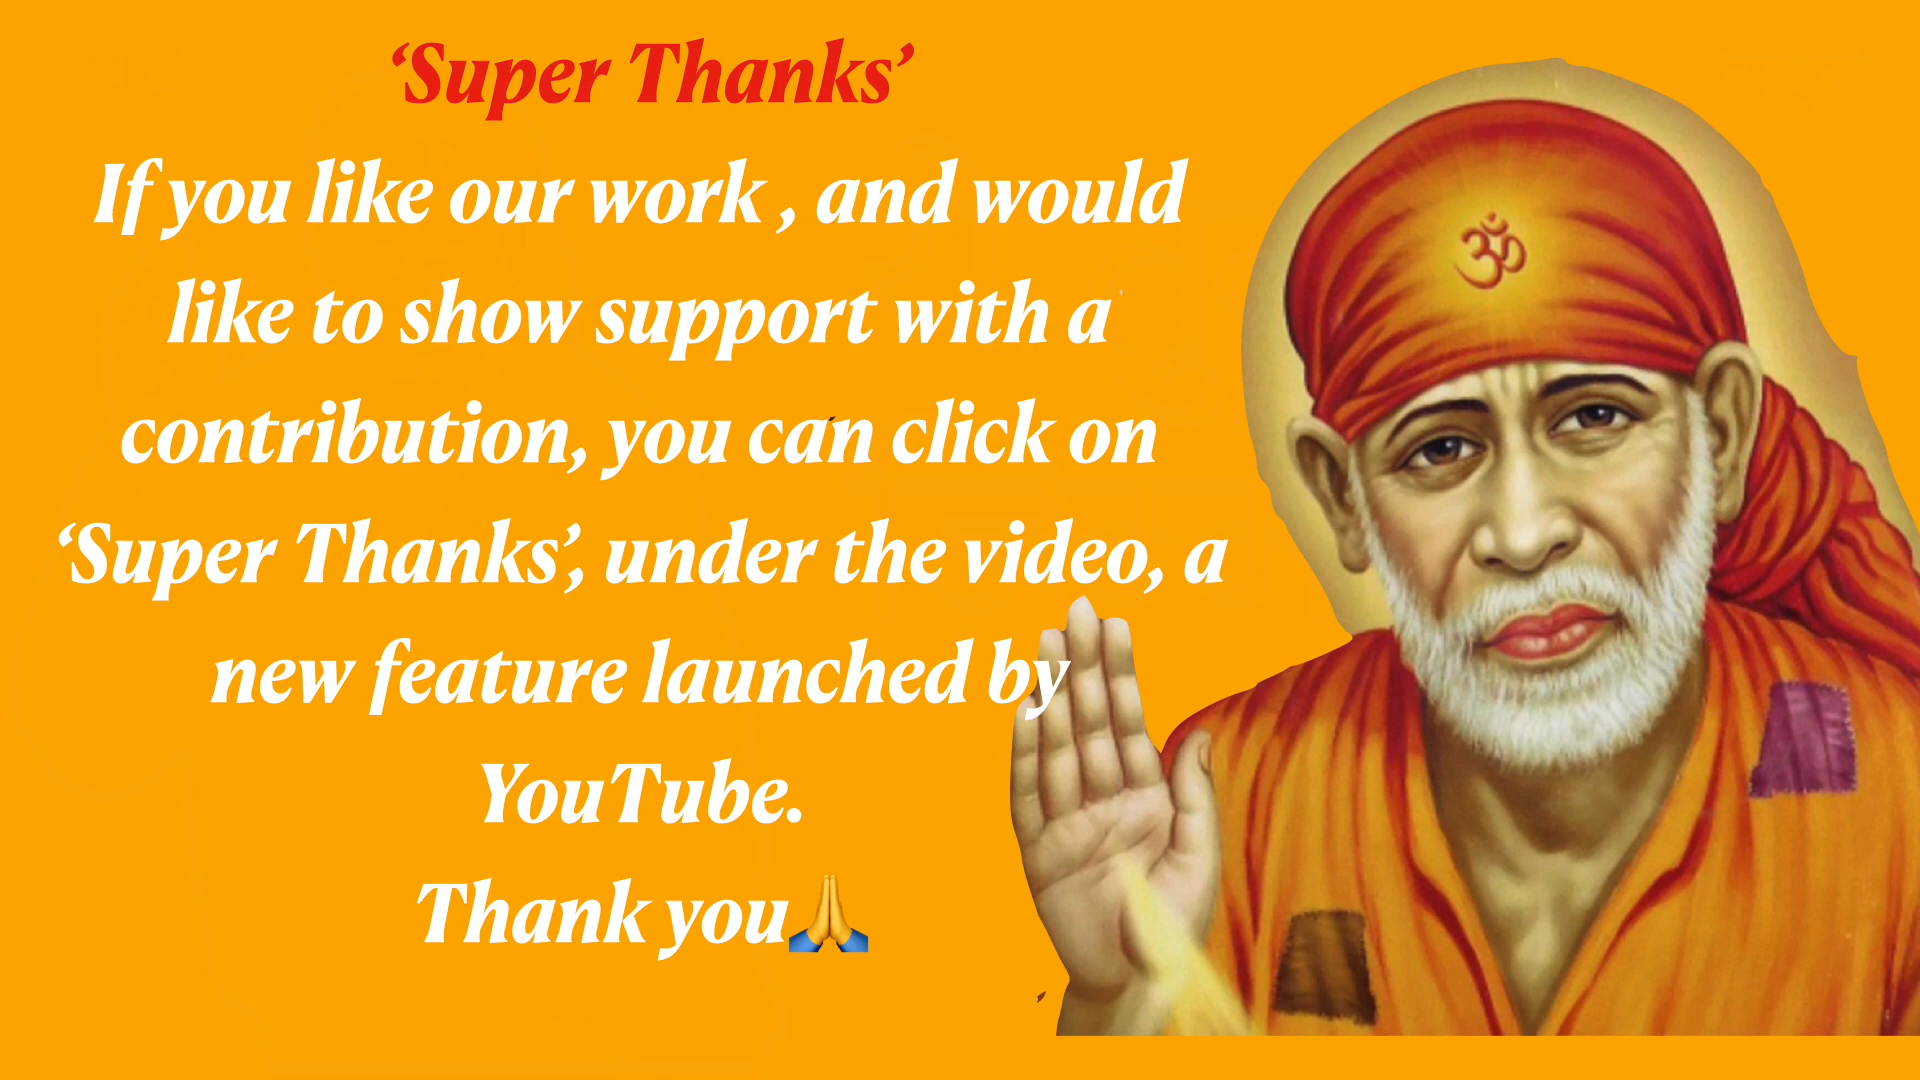 ‘Super Thanks’
If you like our work , and would
like to show support with a
contribution, you can click on
‘Super Thanks’, under the video, a
new feature launched by
YouTube.
Thank you🙏
ॐ